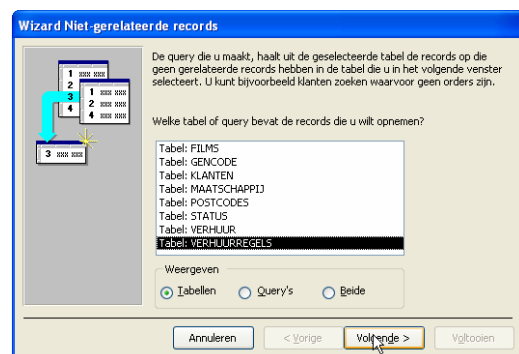 Wizard Niet-gerelateerde records
De query die u maakt, haalt uit de geselecteerde tabel de records op die
geen gerelateerde records hebben in de tabel die u in het volgende venster
selecteert. U kunt bijvoorbeeld klanten zoeken waarvoor geen orders zijn.
1 xxx xxx
2
3
4
1 xxx xxx
2 xxx xxx
4 xxx xxx
3 xxx xxx
Welke tabel of query bevat de records die u wilt opnemen?
Tabel: FILMS
Tabel: GENCODE
Tabel: KLANTEN
Tabel: MAATSCHAPPIJ
Tabel: POSTCODES
Tabel: STATUS
Tabel: VERHUUR
Tabel: VERHUURREGELS
Weergeven
Tabellen Query's Beide
Annuleren < Vorige Volgende > Voltooien